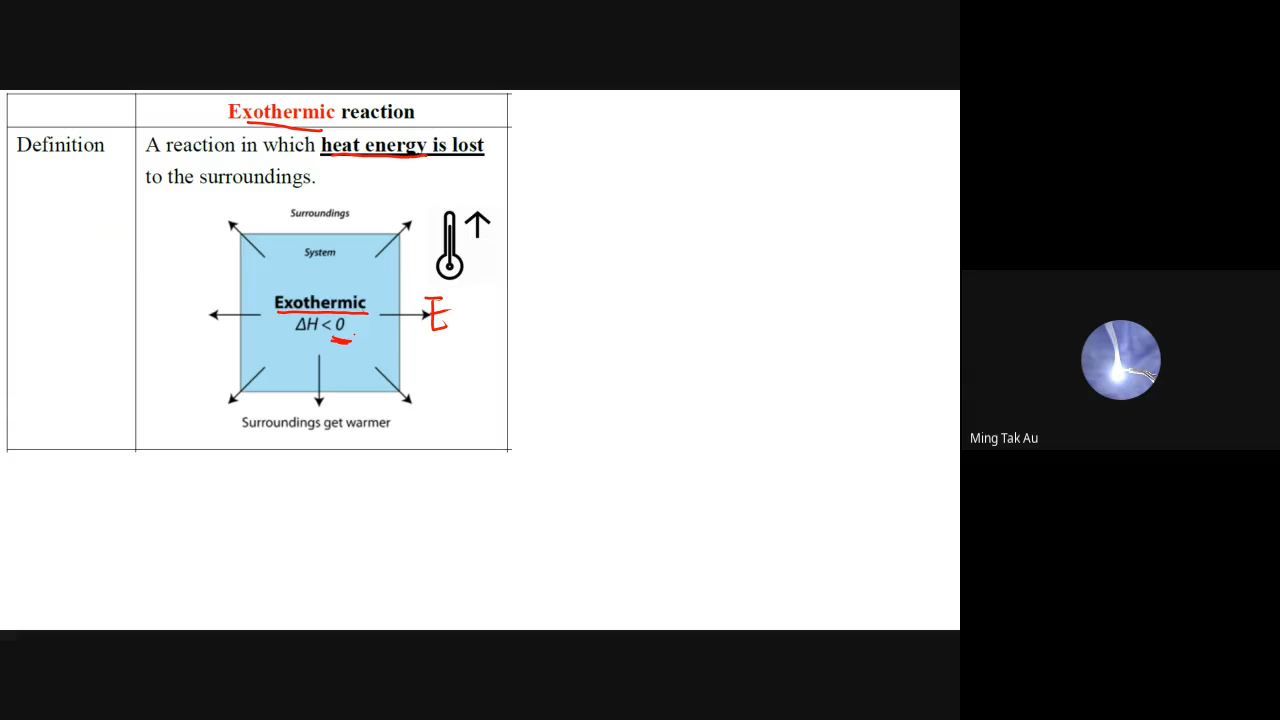 Exothermic reaction
Definition
A reaction in which heat energy is lost
to the surroundings.
Surroundings
System
Exothermic
ΔH < 0
E
Surroundings get warmer
Ming Tak Au